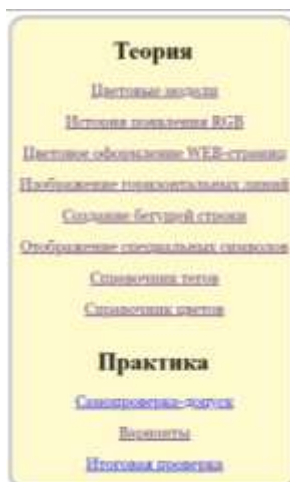 Теория
Цветовые модели
История появления RGB
Цветовое оформление WEB-страниц
Изображение горизонтальных линий
Создание бегущей строки
Отображение специальных символов
Справочник тегов
Справочник цветов
Практика
Самопроверка-допуск
Варианты
Итоговая проверка